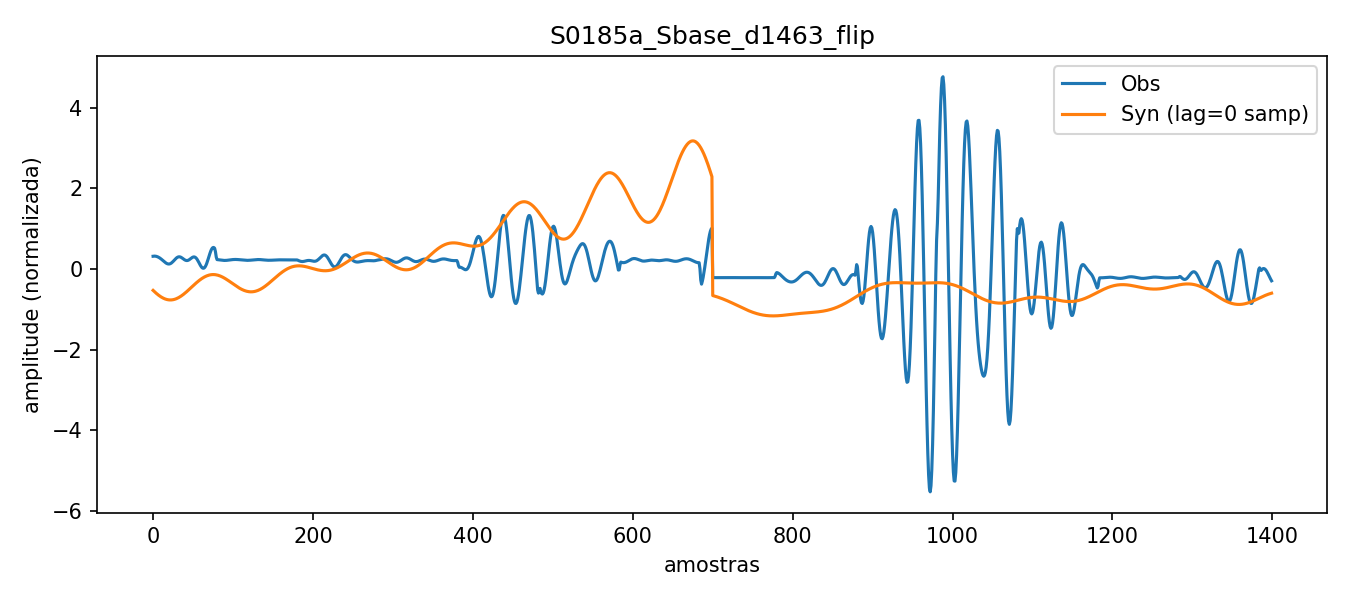 S0185a_Sbase_d1463_flip
Obs
Syn (lag=0 samp)
amplitude (normalizada)
4
2
0
−2
−4
−6
0 200 400 600 800 1000 1200 1400
amostras